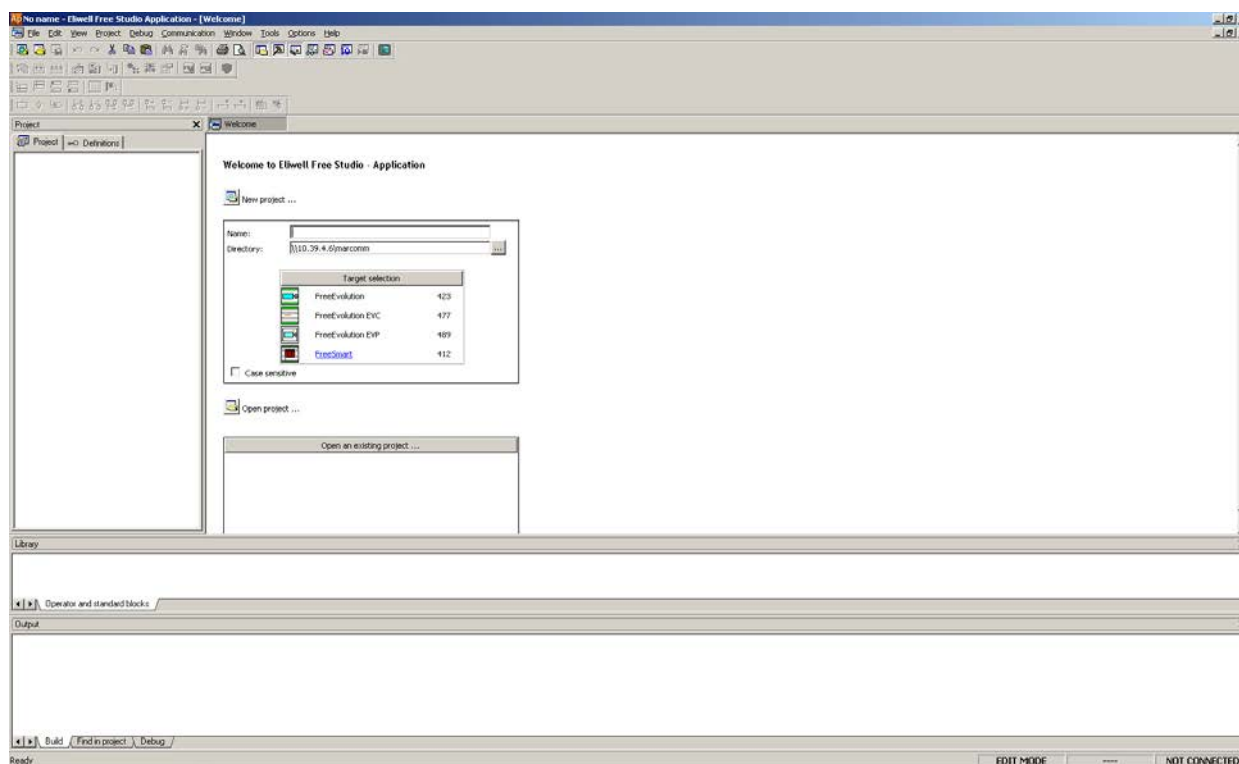 No name - Eliwell Free Studio Application - [Welcome]
File Edit View Project Debug Communication Window Tools Options Help
Project
Welcome
Project Definitions
Welcome to Eliwell Free Studio - Application
New project ...
Name:
Directory: \\10.39.4.6\marcomm ...
Target selection
FreeEvolution 423
FreeEvolution EVC 477
FreeEvolution EVP 489
FreeSmart 412
Case sensitive
Open project ...
Open an existing project ...
Library
Operator and standard blocks
Output
Build Find in project Debug
Ready EDIT MODE ---- NOT CONNECTED